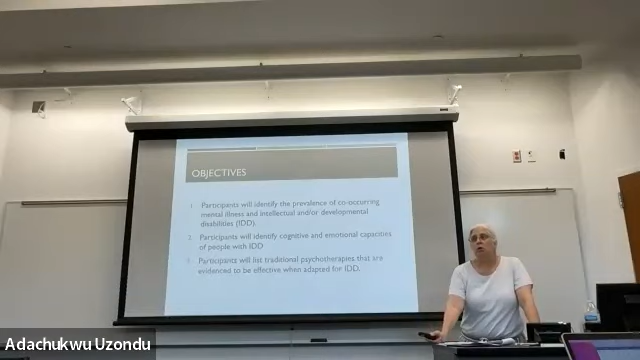 OBJECTIVES
1. Participants will identify the prevalence of co-occurring
mental illness and intellectual and/or developmental
disabilities (IDD).
2. Participants will identify cognitive and emotional capacities
of people with IDD
3. Participants will list traditional psychotherapies that are
evidenced to be effective when adapted for IDD.
Adachukwu Uzondu